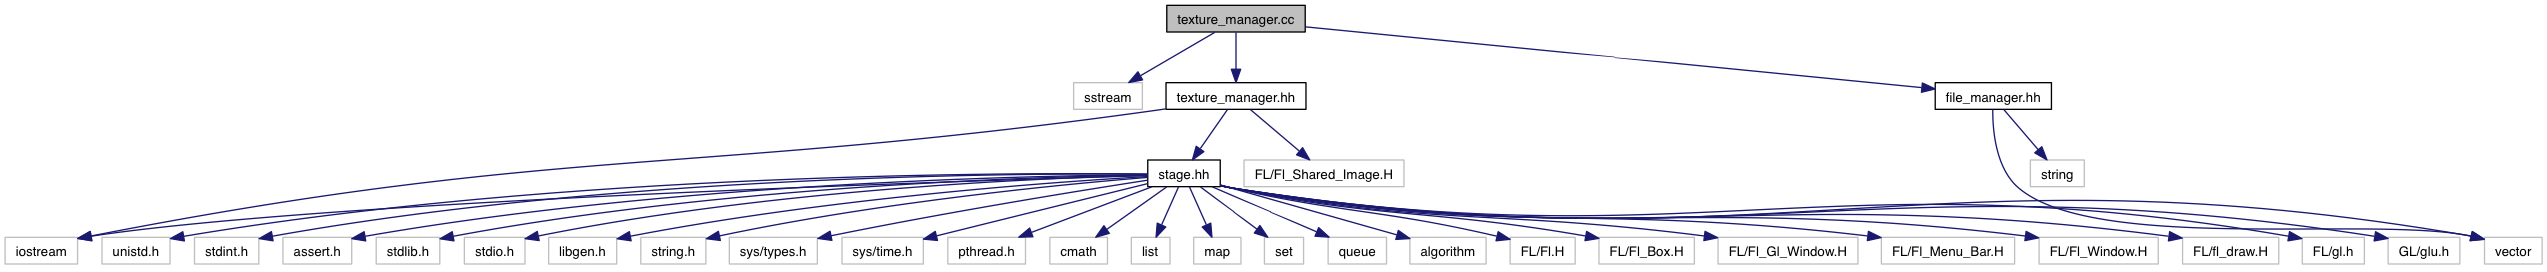 texture_manager.cc
sstream
texture_manager.hh
file_manager.hh
stage.hh
FL/Fl_Shared_Image.H
string
iostream
unistd.h
stdint.h
assert.h
stdlib.h
stdio.h
libgen.h
string.h
sys/types.h
sys/time.h
pthread.h
cmath
list
map
set
queue
algorithm
FL/Fl.H
FL/Fl_Box.H
FL/Fl_Gl_Window.H
FL/Fl_Menu_Bar.H
FL/Fl_Window.H
FL/fl_draw.H
FL/gl.h
GL/glu.h
vector